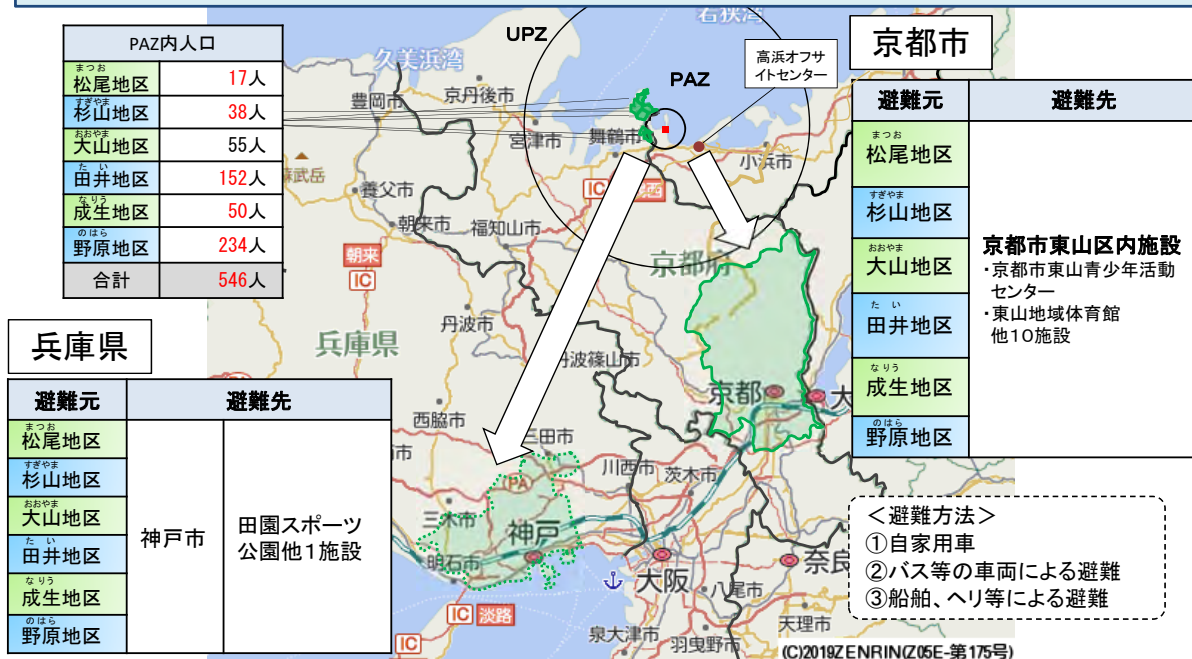 PAZ内人口
まつお
松尾地区 17人
すぎやま
杉山地区 38人
おおやま
大山地区 55人
たい
田井地区 152人
なりう
成生地区 50人
のはら
野原地区 234人
合計 546人
兵庫県
避難元 避難先
まつお
松尾地区
すぎやま
杉山地区
おおやま
大山地区
たい
田井地区
なりう
成生地区
のはら
野原地区
神戸市
田園スポーツ
公園他1施設
京都市
避難元 避難先
まつお
松尾地区
すぎやま
杉山地区
おおやま
大山地区
たい
田井地区
なりう
成生地区
のはら
野原地区
京都市東山区内施設
・京都市東山青少年活動
センター
・東山地域体育館
他10施設
<避難方法>
①自家用車
②バス等の車両による避難
③船舶、ヘリ等による避難
UPZ
PAZ
高浜オフサ
イトセンター
若狭湾
久美浜湾
豊岡市
京丹後市
宮津市
舞鶴市
小浜市
養父市
朝来市
福知山市
朝来
IC
IC
京都府
丹波市
兵庫県
丹波篠山市
西脇市
三田市
川西市
茨木市
京都
三木市
PA
神戸
明石市
大阪
八尾市
天理市
IC 淡路
IC
泉大津市
羽曳野市
(C)2019ZENRIN(Z05E-第175号)